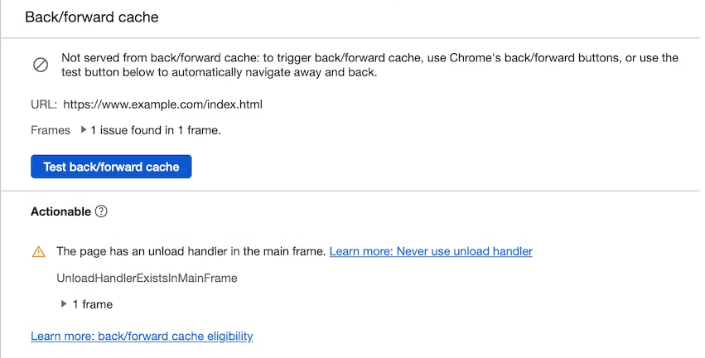 Back/forward cache
Not served from back/forward cache: to trigger back/forward cache, use Chrome's back/forward buttons, or use the
test button below to automatically navigate away and back.
URL: https://www.example.com/index.html
Frames 1 issue found in 1 frame.
Test back/forward cache
Actionable
The page has an unload handler in the main frame. Learn more: Never use unload handler
UnloadHandlerExistsInMainFrame
1 frame
Learn more: back/forward cache eligibility